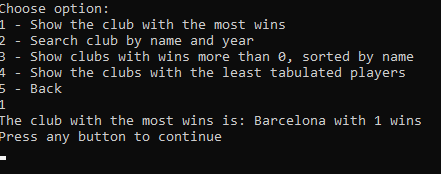 Choose option:
1 - Show the club with the most wins
2 - Search club by name and year
3 - Show clubs with wins more than 0, sorted by name
4 - Show the clubs with the least tabulated players
5 - Back
1
The club with the most wins is: Barcelona with 1 wins
Press any button to continue